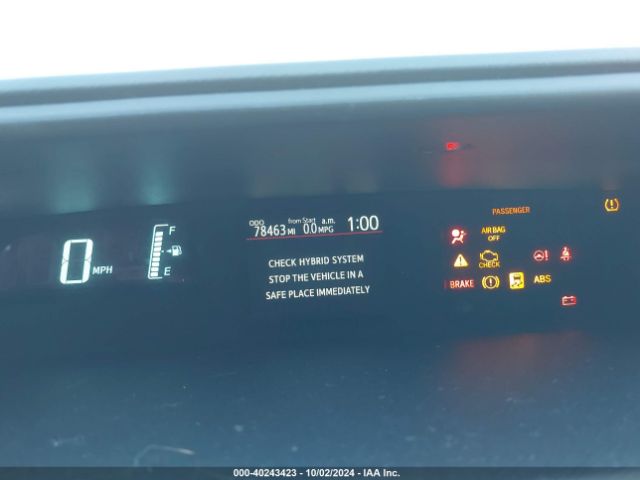 ODO from Start a.m.
78463 MI 0.0 MPG 1:00
CHECK HYBRID SYSTEM
STOP THE VEHICLE IN A
SAFE PLACE IMMEDIATELY
0 MPH
F
E
PASSENGER
AIR BAG
OFF
CHECK
BRAKE
ABS
000-40243423 - 10/02/2024 - IAA Inc.